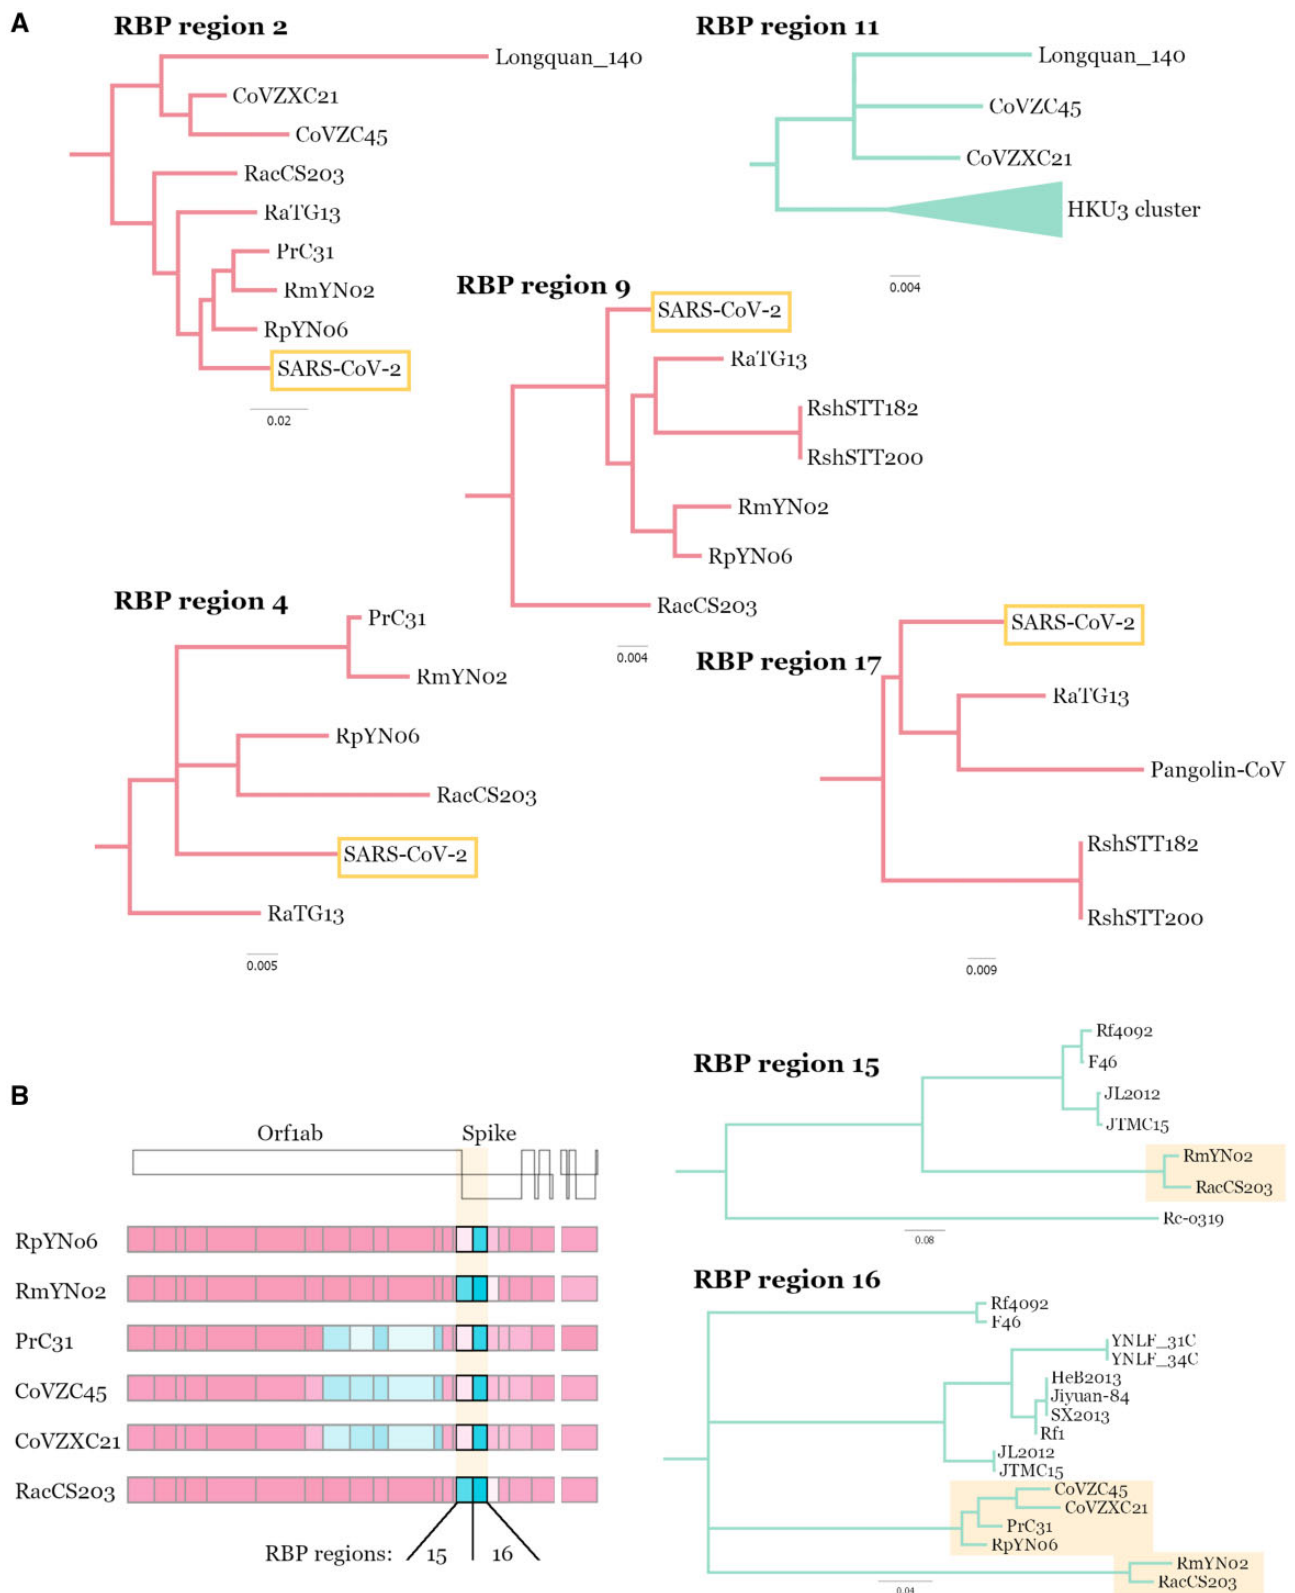 A
RBP region 2
Longquan_140
CoVZXC21
CoVZC45
RacCS203
RaTG13
PrC31
RmYN02
RpYN06
SARS-CoV-2
0.02
RBP region 11
Longquan_140
CoVZC45
CoVZXC21
HKU3 cluster
0.004
RBP region 9
SARS-CoV-2
RaTG13
RshSTT182
RshSTT200
RmYN02
RpYN06
RacCS203
0.004
RBP region 4
PrC31
RmYN02
RpYN06
RacCS203
SARS-CoV-2
RaTG13
0.005
RBP region 17
SARS-CoV-2
RaTG13
Pangolin-CoV
RshSTT182
RshSTT200
0.009
B
Orf1ab Spike
RpYN06
RmYN02
PrC31
CoVZC45
CoVZXC21
RacCS203
RBP regions: 15 16
RBP region 15
Rf4092
F46
JL2012
JTMC15
RmYN02
RacCS203
Rc-0319
0.08
RBP region 16
Rf4092
F46
YNLF_31C
YNLF_34C
HeB2013
Jiyuan-84
SX2013
Rf1
JL2012
JTMC15
CoVZC45
CoVZXC21
PrC31
RpYN06
RmYN02
RacCS203
0.04